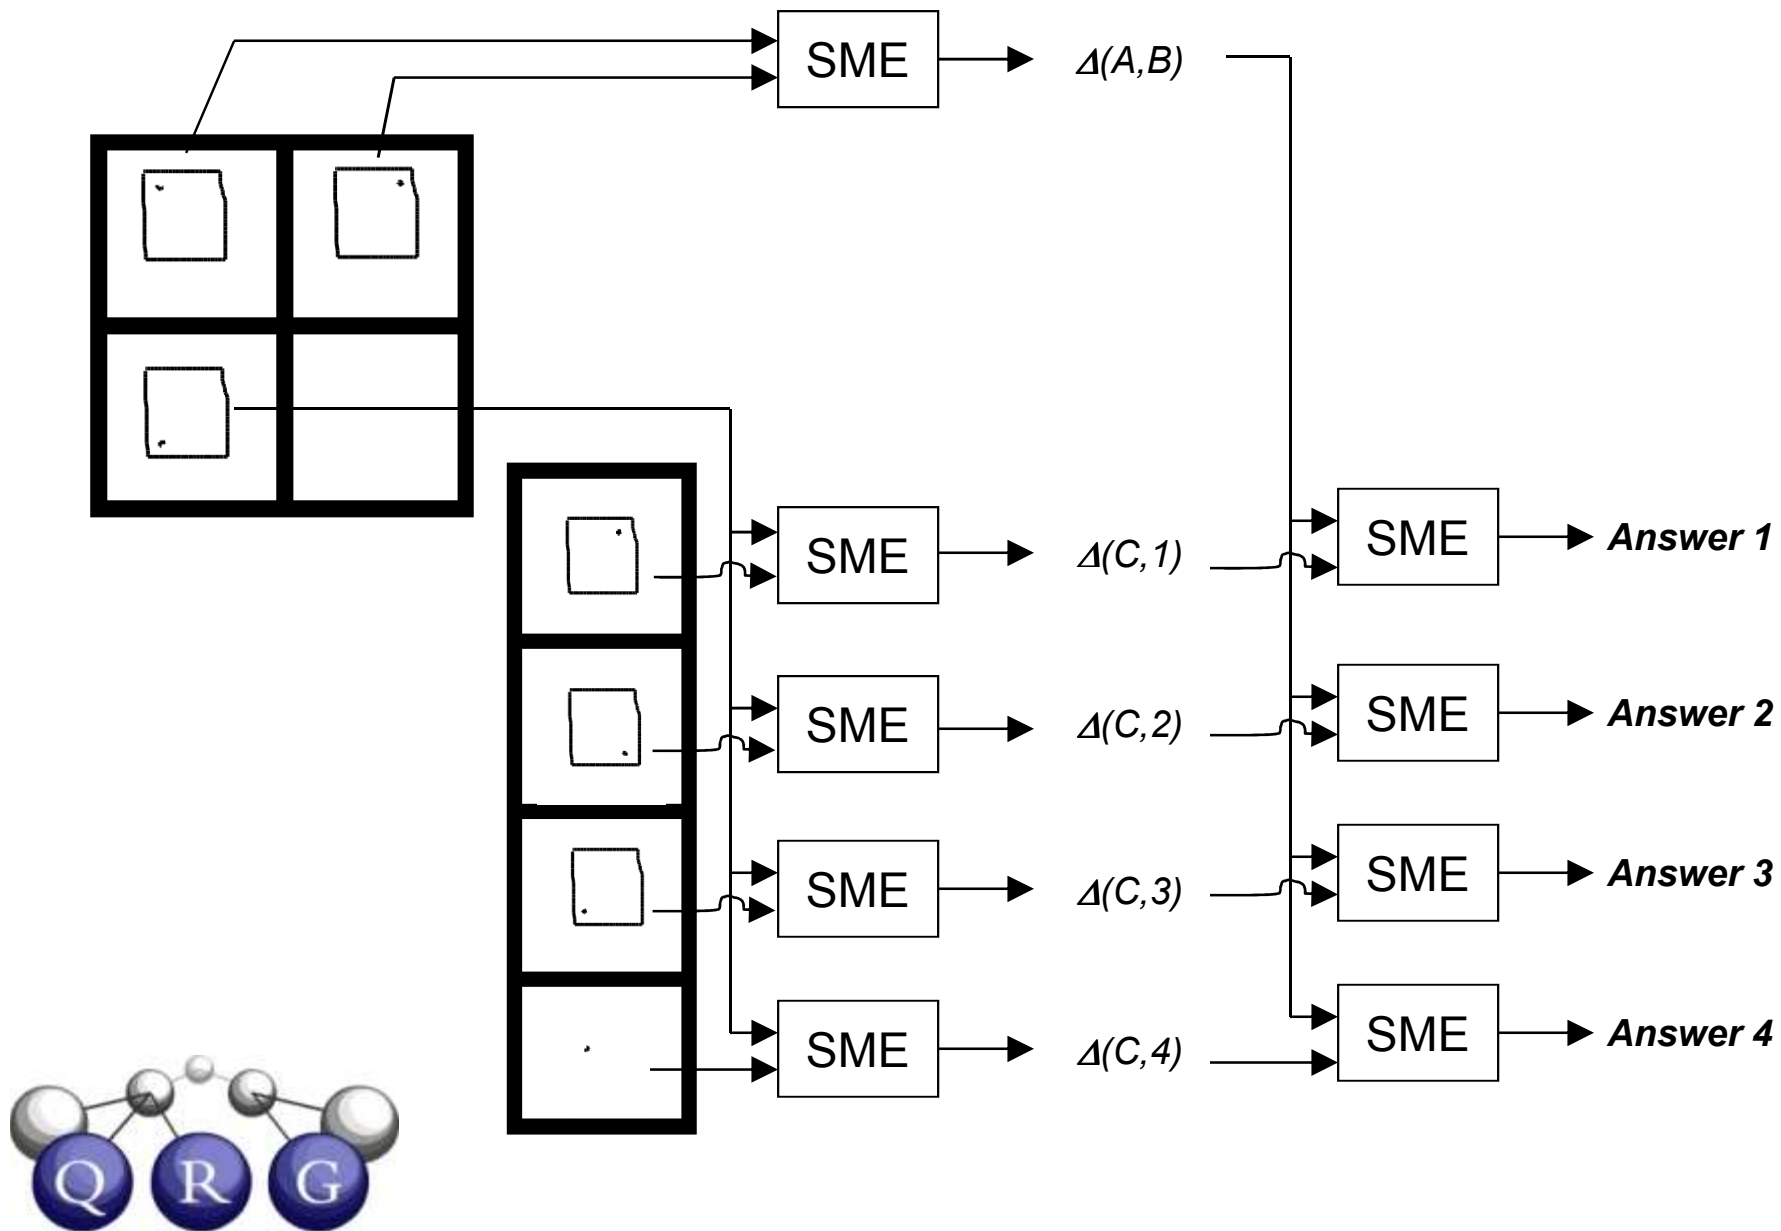 SME
Δ(A,B)
SME
Δ(C,1)
SME
Answer 1
SME
Δ(C,2)
SME
Answer 2
SME
Δ(C,3)
SME
Answer 3
SME
Δ(C,4)
SME
Answer 4
Q R G